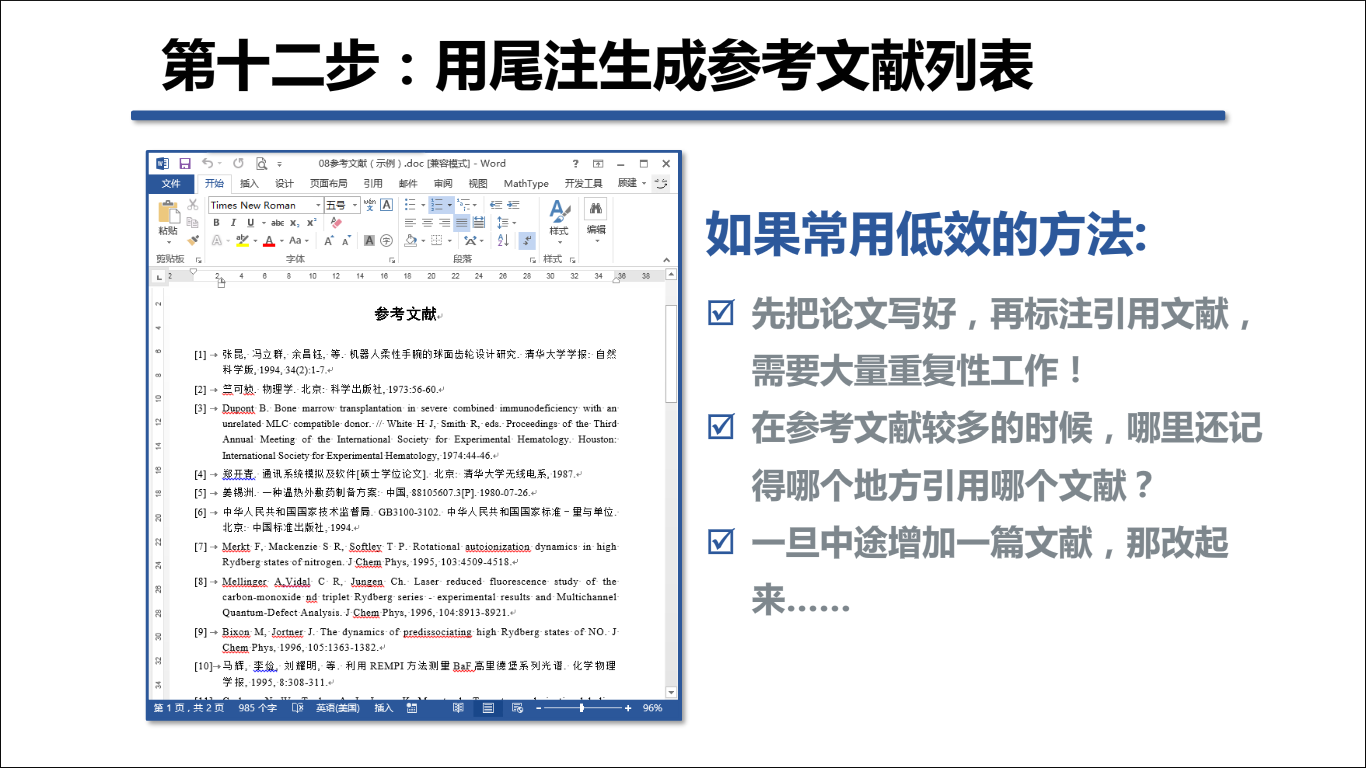 第十二步：用尾注生成参考文献列表
08参考文献（示例）.doc [兼容模式] - Word
文件 开始 插入 设计 页面布局 引用 邮件 审阅 视图 MathType 开发工具 顾建
Times New Roman 五号
粘贴 样式 编辑
剪贴板 字体 段落 样式
2 2 4 6 8 10 12 14 16 18 20 22 24 26 28 30 32 34 36 38
参考文献
[1] 张昆, 冯立群, 余昌钰, 等. 机器人柔性手腕的球面齿轮设计研究. 清华大学学报: 自然
科学版, 1994, 34(2):1-7.
[2] 竺可桢. 物理学. 北京: 科学出版社, 1973:56-60.
[3] Dupont B. Bone marrow transplantation in severe combined immunodeficiency with an
unrelated MLC compatible donor. // White H J, Smith R, eds. Proceedings of the Third
Annual Meeting of the International Society for Experimental Hematology. Houston:
International Society for Experimental Hematology, 1974:44-46.
[4] 郑开青. 通讯系统模拟及软件[硕士学位论文]. 北京: 清华大学无线电系, 1987.
[5] 姜锡洲. 一种温热外敷药制备方案: 中国, 88105607.3[P]. 1980-07-26.
[6] 中华人民共和国国家技术监督局. GB3100-3102. 中华人民共和国国家标准－量与单位.
北京: 中国标准出版社, 1994.
[7] Merkt F, Mackenzie S R, Softley T P. Rotational autoionization dynamics in high
Rydberg states of nitrogen. J Chem Phys, 1995, 103:4509-4518.
[8] Mellinger A,Vidal C R, Jungen Ch. Laser reduced fluorescence study of the
carbon-monoxide nd triplet Rydberg series - experimental results and Multichannel
Quantum-Defect Analysis. J Chem Phys, 1996, 104:8913-8921.
[9] Bixon M, Jortner J. The dynamics of predissociating high Rydberg states of NO. J
Chem Phys, 1996, 105:1363-1382.
[10] 马辉, 李俭, 刘耀明, 等. 利用 REMPI 方法测量 BaF 高里德堡系列光谱. 化学物理
学报, 1995, 8:308-311.
第 1 页，共 2 页 985 个字 英语(美国) 插入 96%
如果常用低效的方法:
先把论文写好，再标注引用文献，
需要大量重复性工作！
在参考文献较多的时候，哪里还记
得哪个地方引用哪个文献？
一旦中途增加一篇文献，那改起
来……